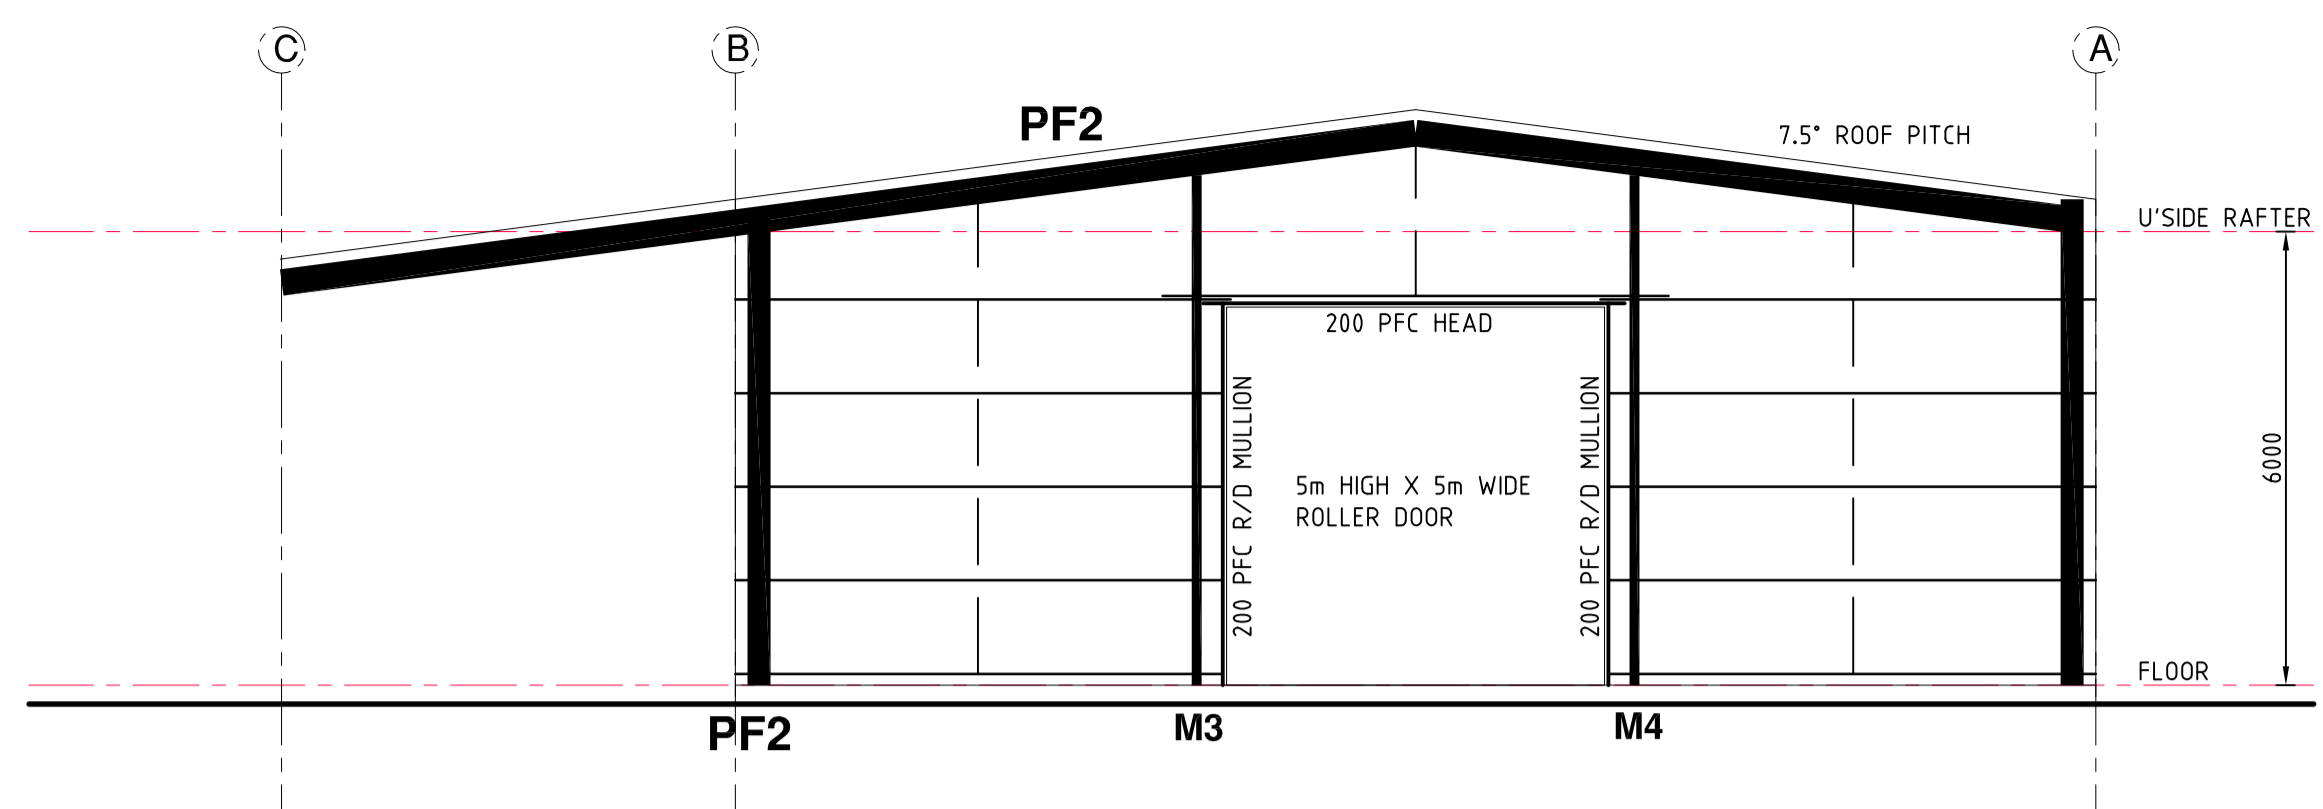 C
B
A
PF2
7.5° ROOF PITCH
U'SIDE RAFTER
200 PFC HEAD
200 PFC R/D MULLION
5m HIGH X 5m WIDE
ROLLER DOOR
200 PFC R/D MULLION
6000
FLOOR
PF2
M3
M4